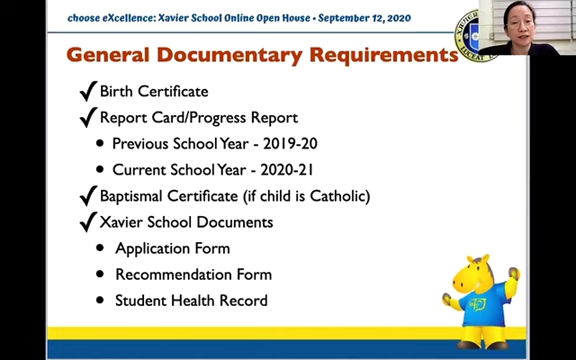 choose eXcellence: Xavier School Online Open House • September 12, 2020
General Documentary Requirements
Birth Certificate
Report Card/Progress Report
• Previous School Year - 2019-20
• Current School Year - 2020-21
Baptismal Certificate (if child is Catholic)
Xavier School Documents
• Application Form
• Recommendation Form
• Student Health Record